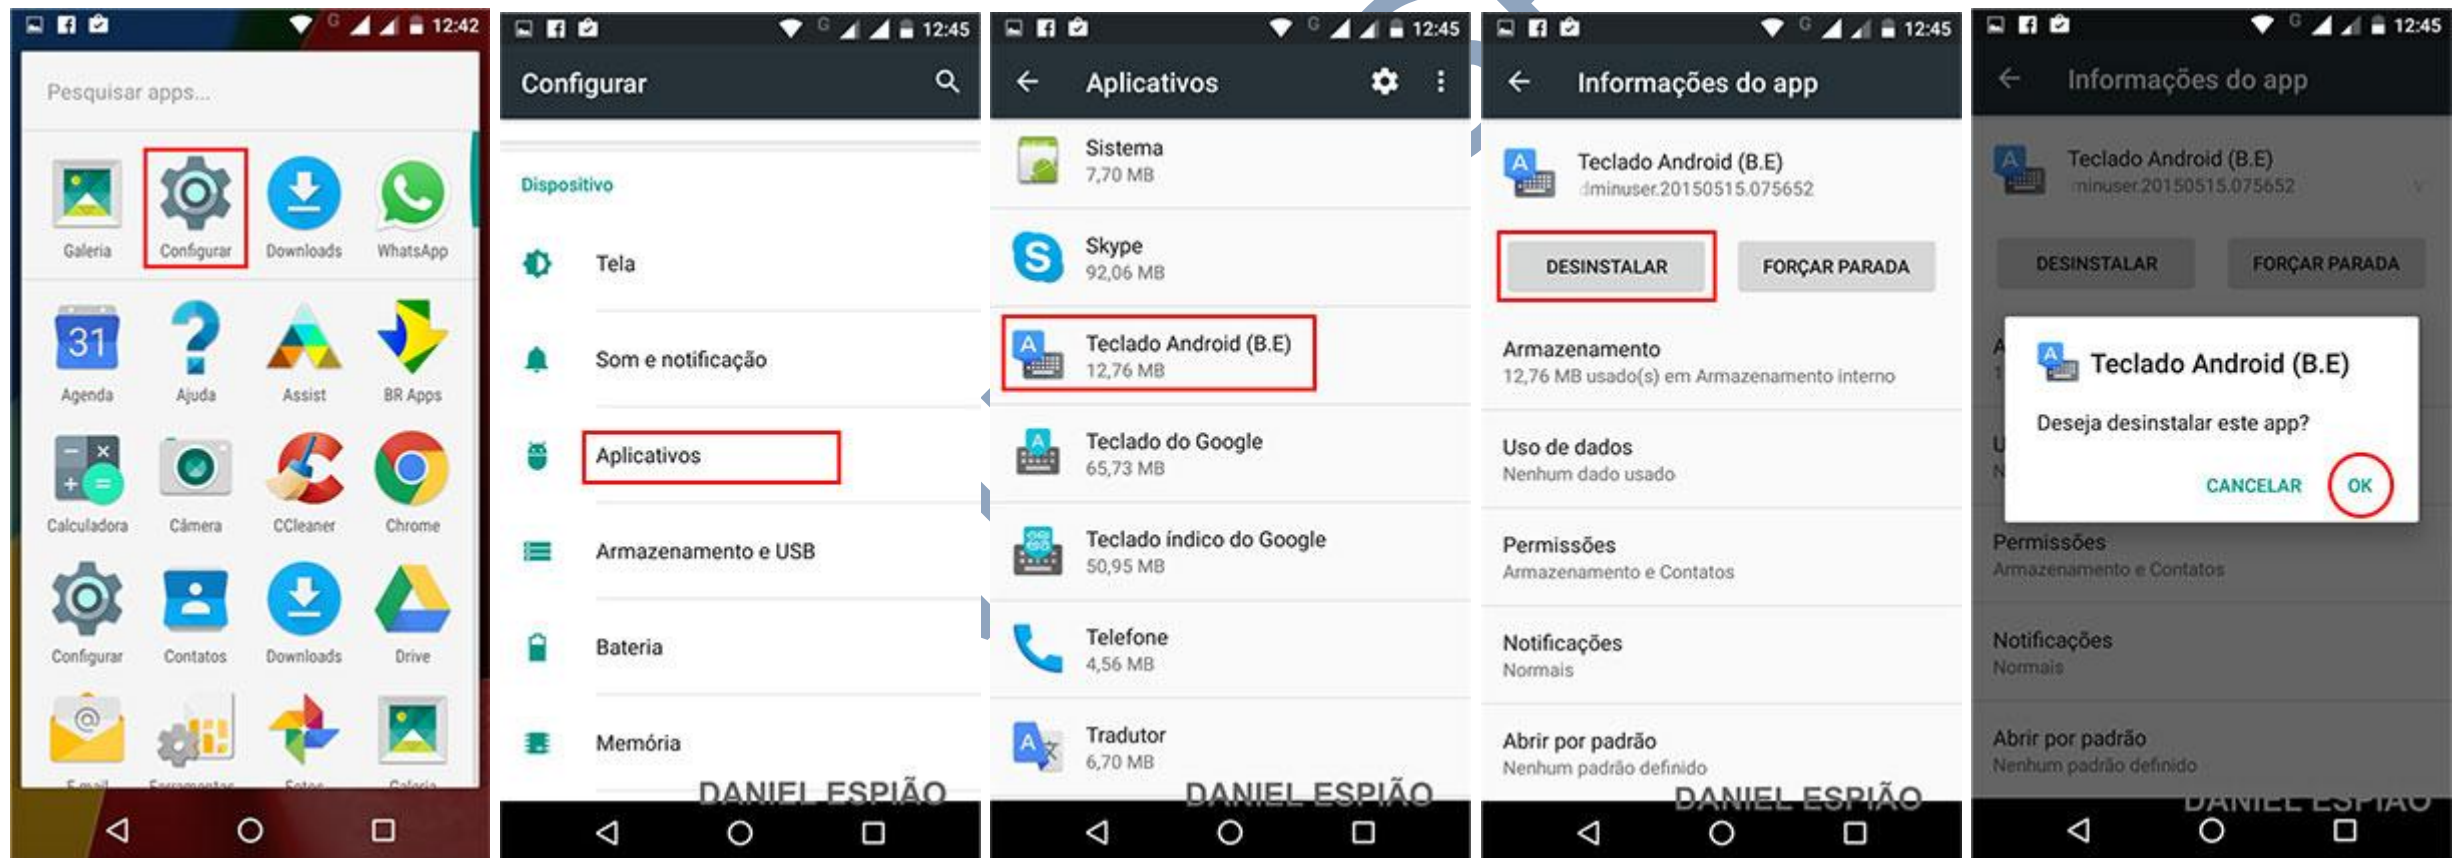 G 12:42
Pesquisar apps...
Galeria Configurar Downloads WhatsApp
31
Agenda Ajuda Assist BR Apps
Calculadora Câmera CCleaner Chrome
Configurar Contatos Downloads Drive
E-mail Ferramentas Fotos Galeria
G 12:45
Configurar
Dispositivo
Tela
Som e notificação
Aplicativos
Armazenamento e USB
Bateria
Memória
DANIEL ESPIÃO
G 12:45
Aplicativos
Sistema
7,70 MB
Skype
92,06 MB
Teclado Android (B.E)
12,76 MB
Teclado do Google
65,73 MB
Teclado índico do Google
50,95 MB
Telefone
4,56 MB
Tradutor
6,70 MB
DANIEL ESPIÃO
G 12:45
Informações do app
Teclado Android (B.E)
dminuser.20150515.075652
DESINSTALAR FORÇAR PARADA
Armazenamento
12,76 MB usado(s) em Armazenamento interno
Uso de dados
Nenhum dado usado
Permissões
Armazenamento e Contatos
Notificações
Normais
Abrir por padrão
Nenhum padrão definido
DANIEL ESPIÃO
G 12:45
Informações do app
Teclado Android (B.E)
minuser.20150515.075652
DESINSTALAR FORÇAR PARADA
Teclado Android (B.E)
Deseja desinstalar este app?
CANCELAR OK
Permissões
Armazenamento e Contatos
Notificações
Normais
Abrir por padrão
Nenhum padrão definido
DANIEL ESPIÃO